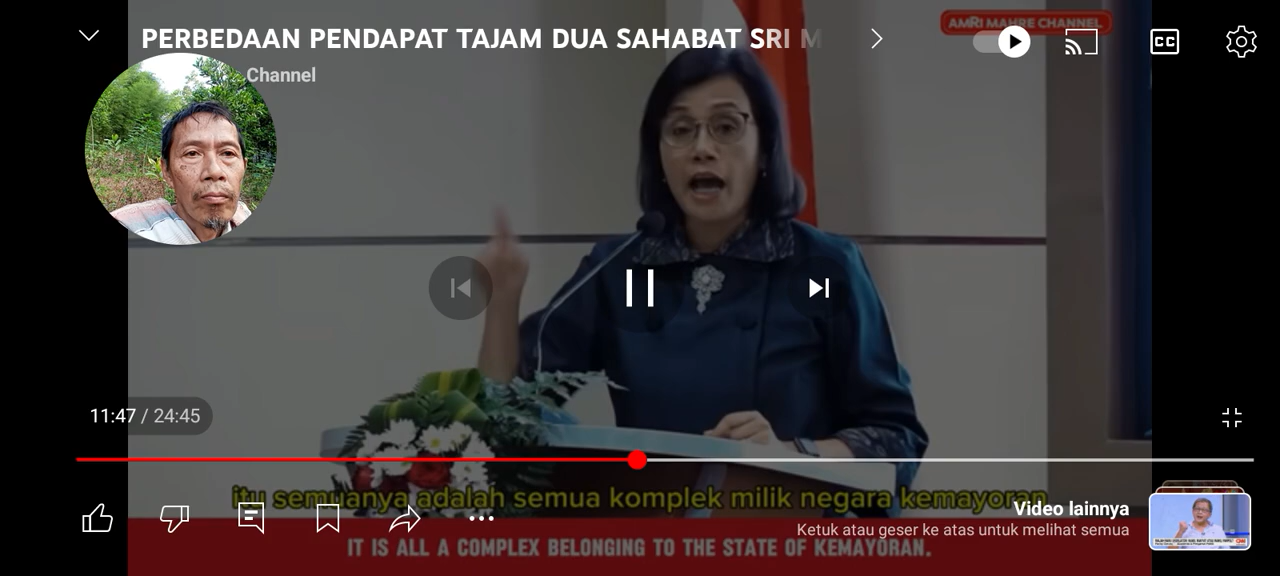 AMRI MAHRE CHANNEL
PERBEDAAN PENDAPAT TAJAM DUA SAHABAT SRI M
Channel
CC
11:47 / 24:45
itu semuanya adalah semua komplek milik negara kemayoran
Video lainnya
Ketuk atau geser ke atas untuk melihat semua
IT IS ALL A COMPLEX BELONGING TO THE STATE OF KEMAYORAN.